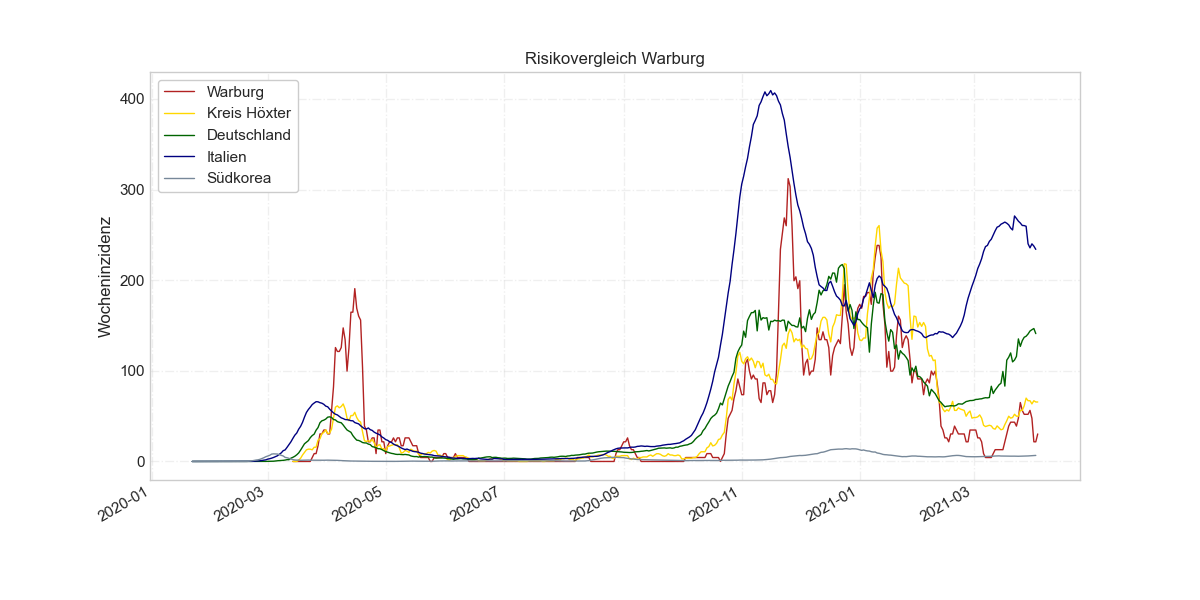 Risikovergleich Warburg
Warburg
Kreis Höxter
Deutschland
Italien
Südkorea
Wocheninzidenz
400
300
200
100
0
2020-01
2020-03
2020-05
2020-07
2020-09
2020-11
2021-01
2021-03